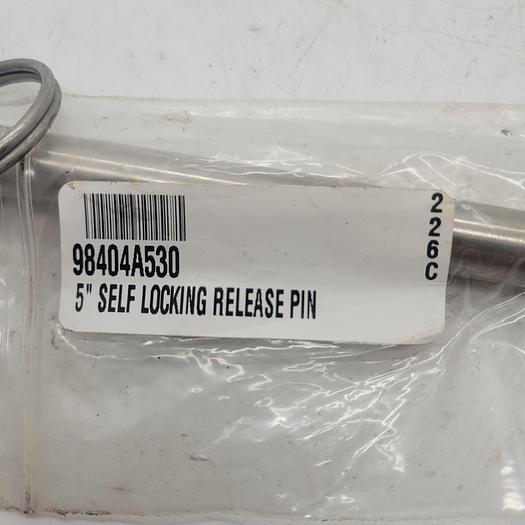 98404A530
5" SELF LOCKING RELEASE PIN
226C